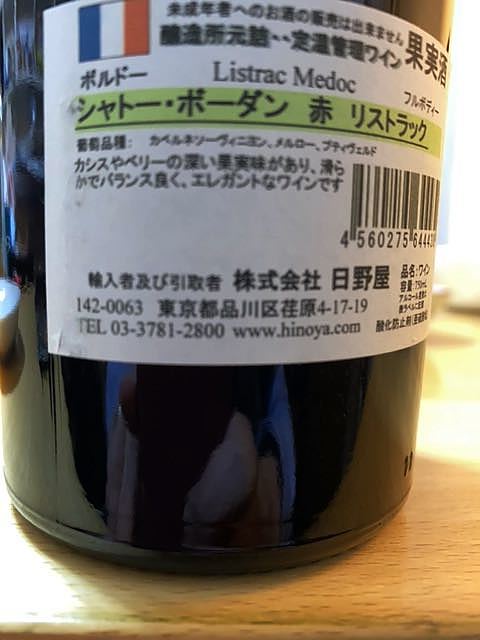 未成年者へのお酒の販売は出来ません
醸造所元詰・・定温管理ワイン
果実酒
ボルドー Listrac Medoc フルボディー
シャトー・ボーダン 赤 リストラック
葡萄品種: カベルネソーヴィニヨン、メルロー、プティヴェルド
カシスやベリーの深い果実味があり、滑ら
かでバランス良く、エレガントなワインです
4 560275 6444
輸入者及び引取者 株式会社 日野屋
142-0063 東京都品川区荏原4-17-19
TEL 03-3781-2800 www.hinoya.com
品名:ワイン
容量:750mL
酸化防止剤